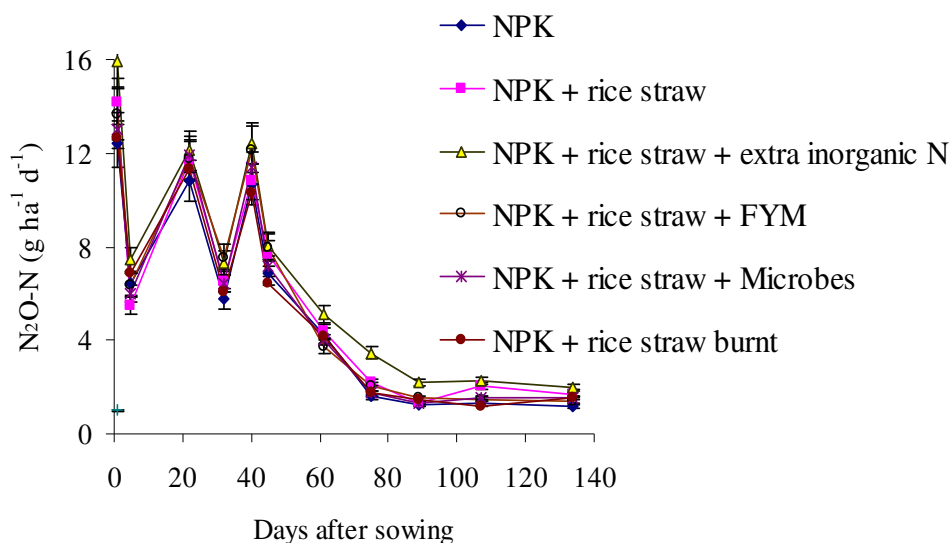 NPK
NPK + rice straw
NPK + rice straw + extra inorganic N
NPK + rice straw + FYM
NPK + rice straw + Microbes
NPK + rice straw burnt
N₂O-N (g ha⁻¹ d⁻¹)
16
12
8
4
0
0 20 40 60 80 100 120 140
Days after sowing